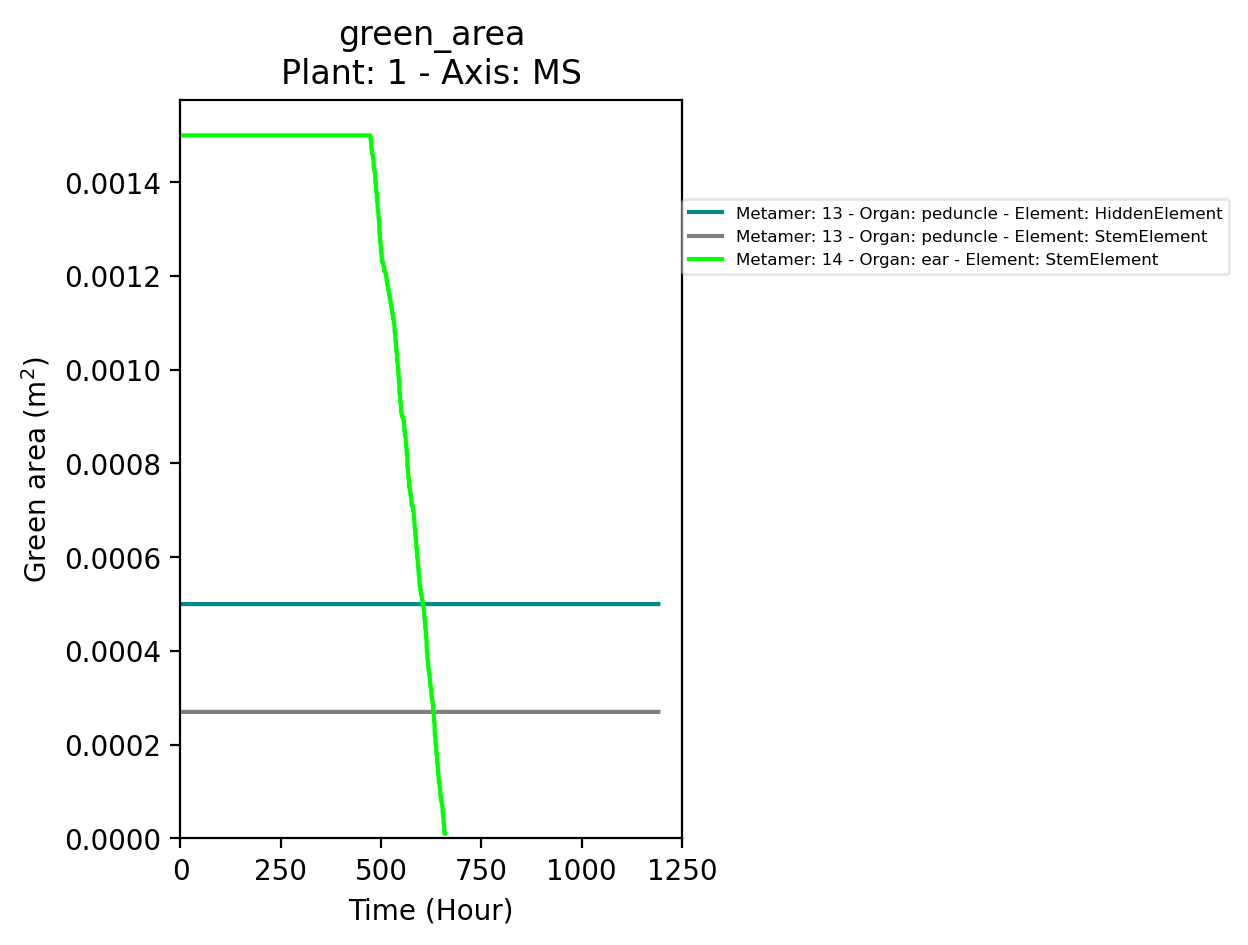 green_area
Plant: 1 - Axis: MS
0.0014
0.0012
0.0010
0.0008
0.0006
0.0004
0.0002
0.0000
Green area (m²)
0 250 500 750 1000 1250
Time (Hour)
Metamer: 13 - Organ: peduncle - Element: HiddenElement
Metamer: 13 - Organ: peduncle - Element: StemElement
Metamer: 14 - Organ: ear - Element: StemElement